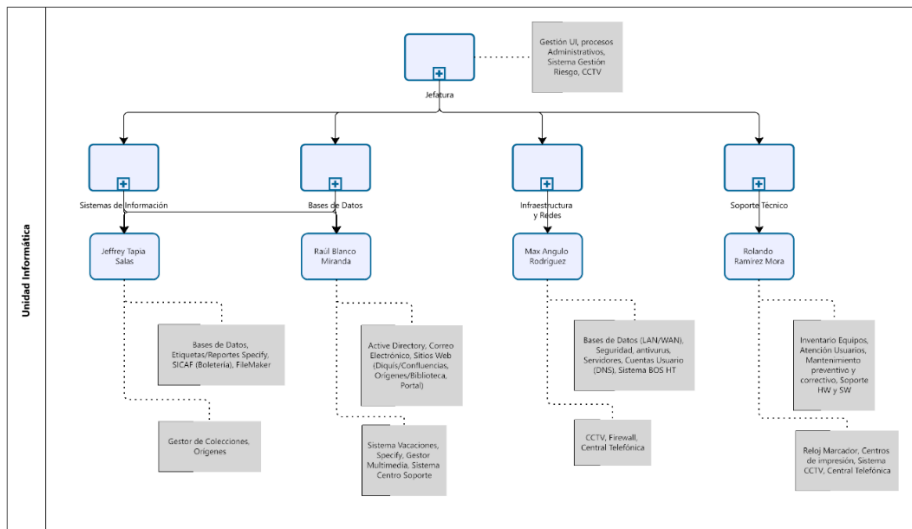 Unidad Informática
Gestión UI, procesos
Administrativos,
Sistema Gestión
Riesgo, CCTV
Jefatura
Sistemas de Información
Bases de Datos
Infraestructura
y Redes
Soporte Técnico
Jeffrey Tapia
Salas
Raúl Blanco
Miranda
Max Angulo
Rodriguez
Rolando
Ramirez Mora
Bases de Datos,
Etiquetas/Reportes Specify,
SICAF (Boletería), FileMaker
Active Directory, Correo
Electrónico, Sitios Web
(Diquís/Confluencias,
Orígenes/Biblioteca,
Portal)
Bases de Datos (LAN/WAN),
Seguridad, antivirus,
Servidores, Cuentas Usuario
(DNS), Sistema BOS HT
Inventario Equipos,
Atención Usuarios,
Mantenimiento
preventivo y
correctivo, Soporte
HW y SW
Gestor de Colecciones,
Orígenes
Sistema Vacaciones,
Specify, Gestor
Multimedia, Sistema
Centro Soporte
CCTV, Firewall,
Central Telefónica
Reloj Marcador, Centros
de impresión, Sistema
CCTV, Central Telefónica